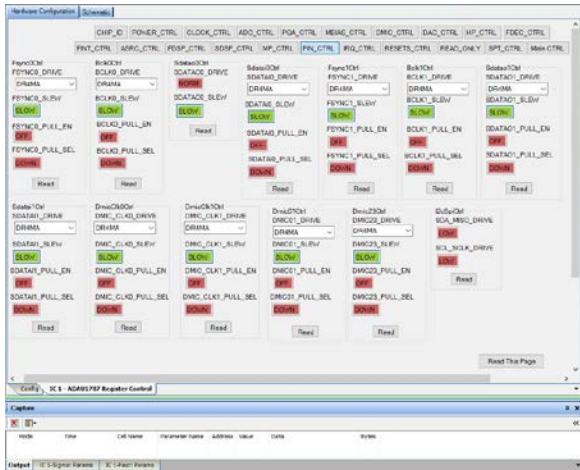 Hardware Configuration Schematic
CHIP_ID POWER_CTRL CLOCK_CTRL ADC_CTRL PGA_CTRL MBIAS_CTRL DMIC_CTRL DAC_CTRL HP_CTRL FDEC_CTRL
FINT_CTRL ASRC_CTRL FDSP_CTRL SDSP_CTRL MP_CTRL PIN_CTRL IRQ_CTRL RESETS_CTRL READ_ONLY SPT_CTRL Main CTRL
Fsync0Ctrl
FSYNC0_DRIVE
DR4MA
FSYNC0_SLEW
SLOW
FSYNC0_PULL_EN
OFF
FSYNC0_PULL_SEL
DOWN
Read
Bclk0Ctrl
BCLK0_DRIVE
DR4MA
BCLK0_SLEW
SLOW
BCLK0_PULL_EN
OFF
BCLK0_PULL_SEL
DOWN
Read
Sdatao0Ctrl
SDATAO0_DRIVE
NORM
SDATAO0_SLEW
SLOW
Read
Sdatai0Ctrl
SDATAI0_DRIVE
DR4MA
SDATAI0_SLEW
SLOW
SDATAI0_PULL_EN
OFF
SDATAI0_PULL_SEL
DOWN
Read
Fsync1Ctrl
FSYNC1_DRIVE
DR4MA
FSYNC1_SLEW
SLOW
FSYNC1_PULL_EN
OFF
FSYNC1_PULL_SEL
DOWN
Read
Bclk1Ctrl
BCLK1_DRIVE
DR4MA
BCLK1_SLEW
SLOW
BCLK1_PULL_EN
OFF
BCLK1_PULL_SEL
DOWN
Read
Sdatao1Ctrl
SDATAO1_DRIVE
DR4MA
SDATAO1_SLEW
SLOW
SDATAO1_PULL_EN
OFF
SDATAO1_PULL_SEL
DOWN
Read
Sdatai1Ctrl
SDATAI1_DRIVE
DR4MA
SDATAI1_SLEW
SLOW
SDATAI1_PULL_EN
OFF
SDATAI1_PULL_SEL
DOWN
Read
DmicClk0Ctrl
DMIC_CLK0_DRIVE
DR4MA
DMIC_CLK0_SLEW
SLOW
DMIC_CLK0_PULL_EN
OFF
DMIC_CLK0_PULL_SEL
DOWN
Read
DmicClk1Ctrl
DMIC_CLK1_DRIVE
DR4MA
DMIC_CLK1_SLEW
SLOW
DMIC_CLK1_PULL_EN
OFF
DMIC_CLK1_PULL_SEL
DOWN
Read
Dmic01Ctrl
DMIC01_DRIVE
DR4MA
DMIC01_SLEW
SLOW
DMIC01_PULL_EN
OFF
DMIC01_PULL_SEL
DOWN
Read
Dmic23Ctrl
DMIC23_DRIVE
DR4MA
DMIC23_SLEW
SLOW
DMIC23_PULL_EN
OFF
DMIC23_PULL_SEL
DOWN
Read
I2cSpiCtrl
SDA_MISO_DRIVE
LOW
SCL_SCLK_DRIVE
LOW
Read
Read This Page
Config IC 1 - ADAU1787 Register Control
Capture
Mode Time Cell Name Parameter Name Address Value Data Bytes
Output IC 1-Sigma: Params IC 1-Fast: Params